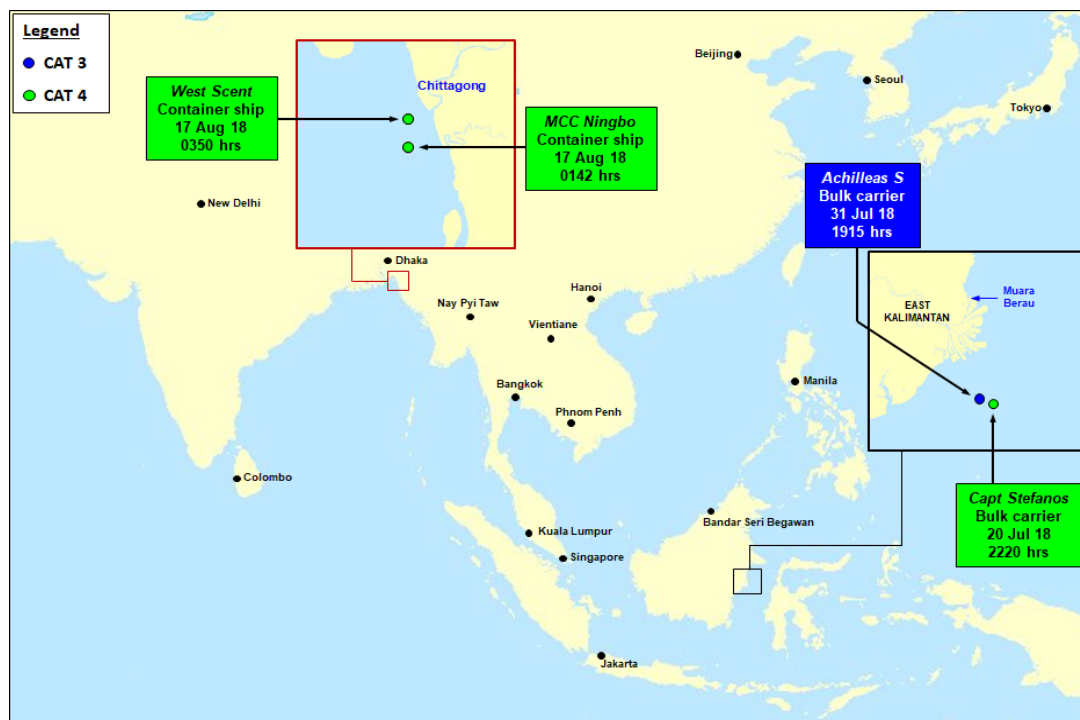 Legend
CAT 3
CAT 4
West Scent
Container ship
17 Aug 18
0350 hrs
Chittagong
MCC Ningbo
Container ship
17 Aug 18
0142 hrs
Beijing
Seoul
Tokyo
Achilleas S
Bulk carrier
31 Jul 18
1915 hrs
New Delhi
Dhaka
Hanoi
Nay Pyi Taw
Vientiane
Muara
Berau
EAST
KALIMANTAN
Bangkok
Manila
Phnom Penh
Colombo
Capt Stefanos
Bulk carrier
20 Jul 18
2220 hrs
Bandar Seri Begawan
Kuala Lumpur
Singapore
Jakarta